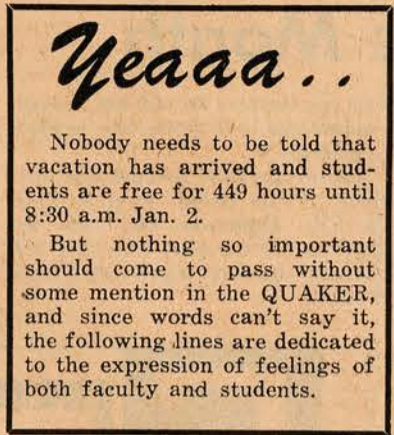 Yeaaa..
Nobody needs to be told that
vacation has arrived and stud-
ents are free for 449 hours until
8:30 a.m. Jan. 2.
But nothing so important
should come to pass without
some mention in the QUAKER,
and since words can't say it,
the following lines are dedicated
to the expression of feelings of
both faculty and students.